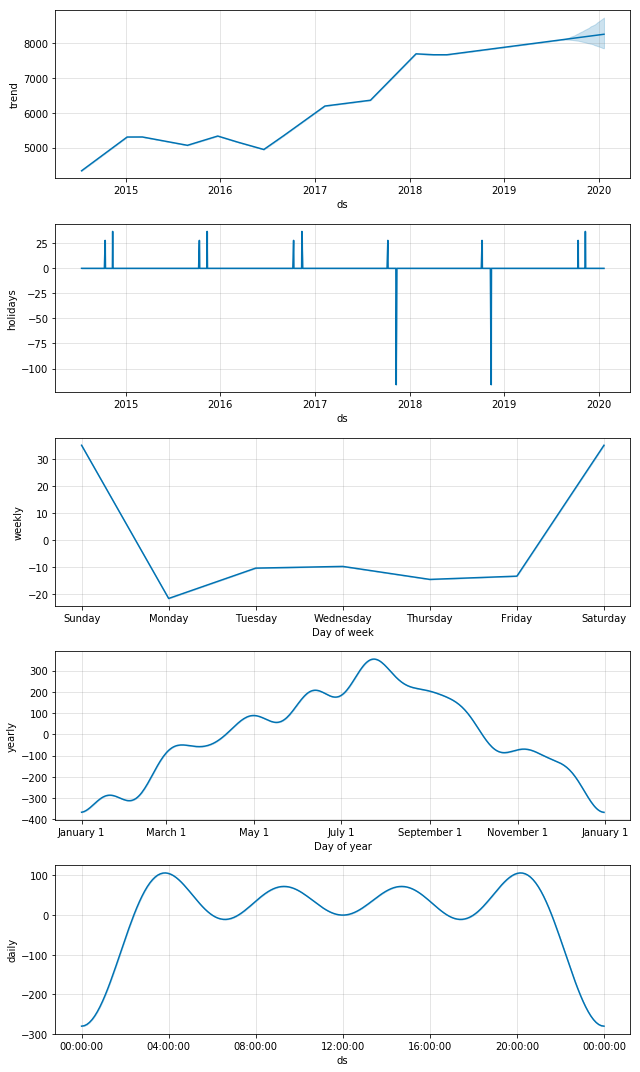 8000
7000
6000
5000
trend
2015 2016 2017 2018 2019 2020
ds
25
0
−25
−50
−75
−100
holidays
2015 2016 2017 2018 2019 2020
ds
30
20
10
0
−10
−20
weekly
Sunday Monday Tuesday Wednesday Thursday Friday Saturday
Day of week
300
200
100
0
−100
−200
−300
−400
yearly
January 1 March 1 May 1 July 1 September 1 November 1 January 1
Day of year
100
0
−100
−200
−300
daily
00:00:00 04:00:00 08:00:00 12:00:00 16:00:00 20:00:00 00:00:00
ds